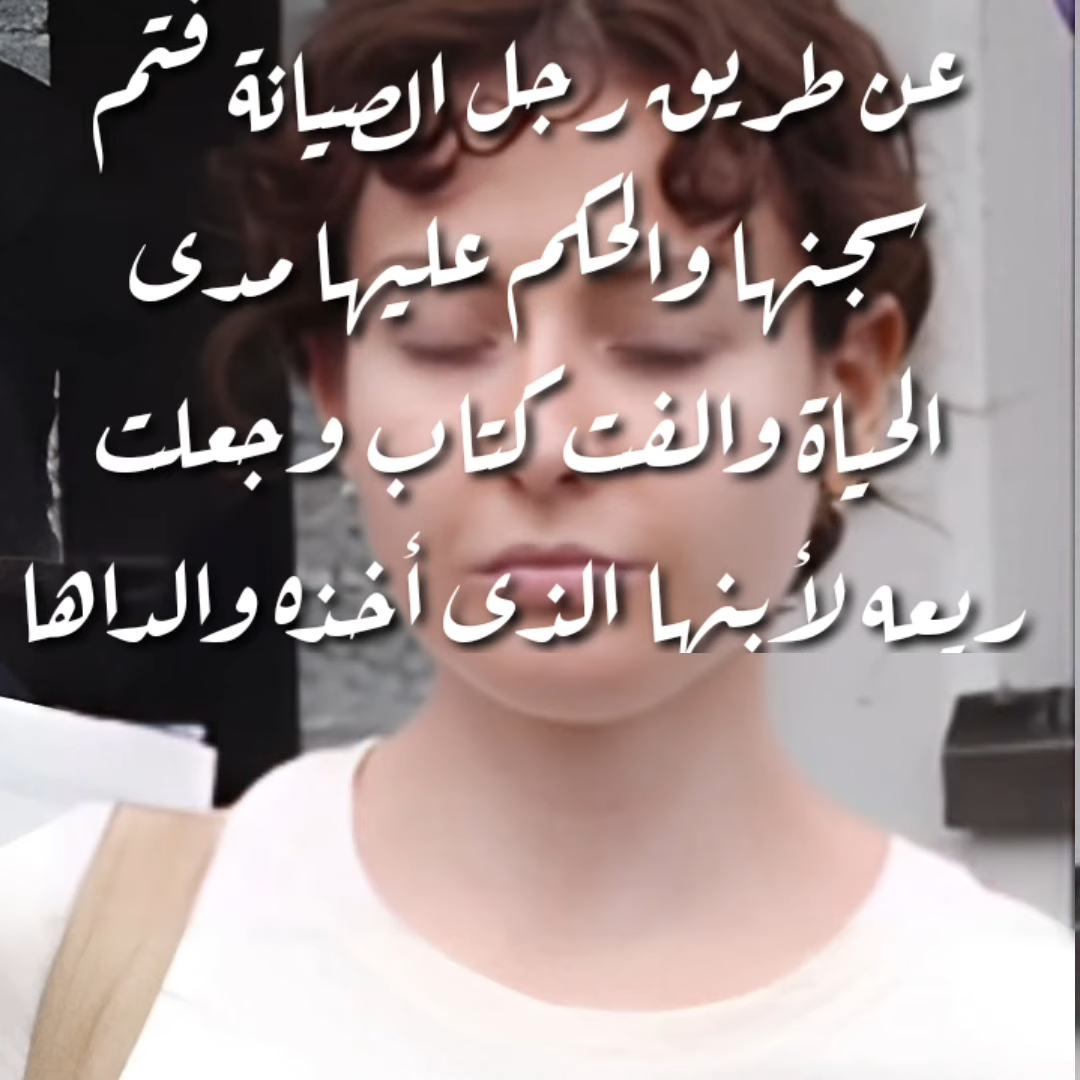 عن طريق رجل الصيانة فتم
سجنها والحكم عليها مدى
الحياة والفت كتاب وجعلت
ريعه لأبنها الذى أخذه والداها